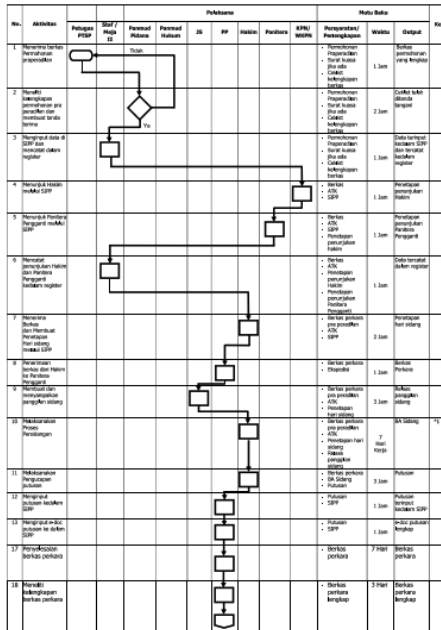 Pelaksana
Mutu Baku
No.
Aktivitas
Petugas PTSP
Staf / Meja II
Panmud Pidana
Panmud Hukum
JS
PP
Hakim
Panitera
KPN/ WKPN
Persyaratan/ Perlengkapan
Waktu
Output
Ke
1
Menerima berkas
Permohonan
praperadilan
Tidak
- Permohonan
Praperadilan
- Surat kuasa
jika ada
- Ceklist
kelengkapan
berkas
1 Jam
Berkas
permohonan
yang lengkap
2
Meneliti
kelengkapan
permohonan pra
peradilan dan
membuat tanda
terima
Ya
- Permohonan
Praperadilan
- Surat kuasa
jika ada
- Ceklist
kelengkapan
berkas
2 Jam
Ceklist telah
ditanda
tangani
3
Menginput data di
SIPP dan
mencatat dalam
register
- Permohonan
Praperadilan
- Surat kuasa
jika ada
- Ceklist
kelengkapan
berkas
1 Jam
Data terinput
kedalam SIPP
dan tercatat
kedalam
register
4
Menunjuk Hakim
melalui SIPP
- Berkas
- ATK
- SIPP
1 Jam
Penetapan
penunjukan
Hakim
5
Menunjuk Panitera
Pengganti melalui
SIPP
- Berkas
- ATK
- SIPP
- Penetapan
penunjukan
hakim
1 Jam
Penetapan
penunjukan
Panitera
Pengganti
6
Mencatat
penunjukan Hakim
dan Panitera
Pengganti
kedalam register
- Berkas
- ATK
- Penetapan
penunjukan
Hakim
- Penetapan
penunjukan
Panitera
Pengganti
1 Jam
Data tercatat
dalam register
7
Menerima
Berkas
dan Membuat
Penetapan
Hari sidang
melalui SIPP
- Berkas perkara
pra peradilan
- ATK
- SIPP
2 Jam
Penetapan
hari sidang
8
Penerimaan
berkas dari Hakim
ke Panitera
Pengganti
- Berkas perkara
- Ekspedisi
1 Jam
Berkas
Perkara
9
Membuat dan
menyampaikan
panggilan sidang
- Berkas perkara
pra peradilan
- ATK
- Penetapan
hari sidang
3 Jam
Relaas
panggilan
sidang
10
Melaksanakan
Proses
Persidangan
- Berkas perkara
pra peradilan
- ATK
- Penetapan hari
sidang
- Relaas
panggilan
sidang
7
Hari
Kerja
BA Sidang
11
Melaksanakan
Pengucapan
putusan
- Berkas perkara
- BA Sidang
- Putusan
3 Jam
Putusan
12
Menginput
putusan kedalam
SIPP
- Putusan
- SIPP
1 Jam
Putusan
terinput
kedalam SIPP
13
Menginput e-doc
putusan ke dalam
SIPP
- Putusan
- SIPP
1 Jam
e-doc putusan
lengkap
17
Penyelesaian
berkas perkara
- Berkas
perkara
7 Hari
Berkas
perkara
18
Meneliti
kelengkapan
berkas perkara
- Berkas
perkara
lengkap
3 Hari
Berkas
perkara
lengkap